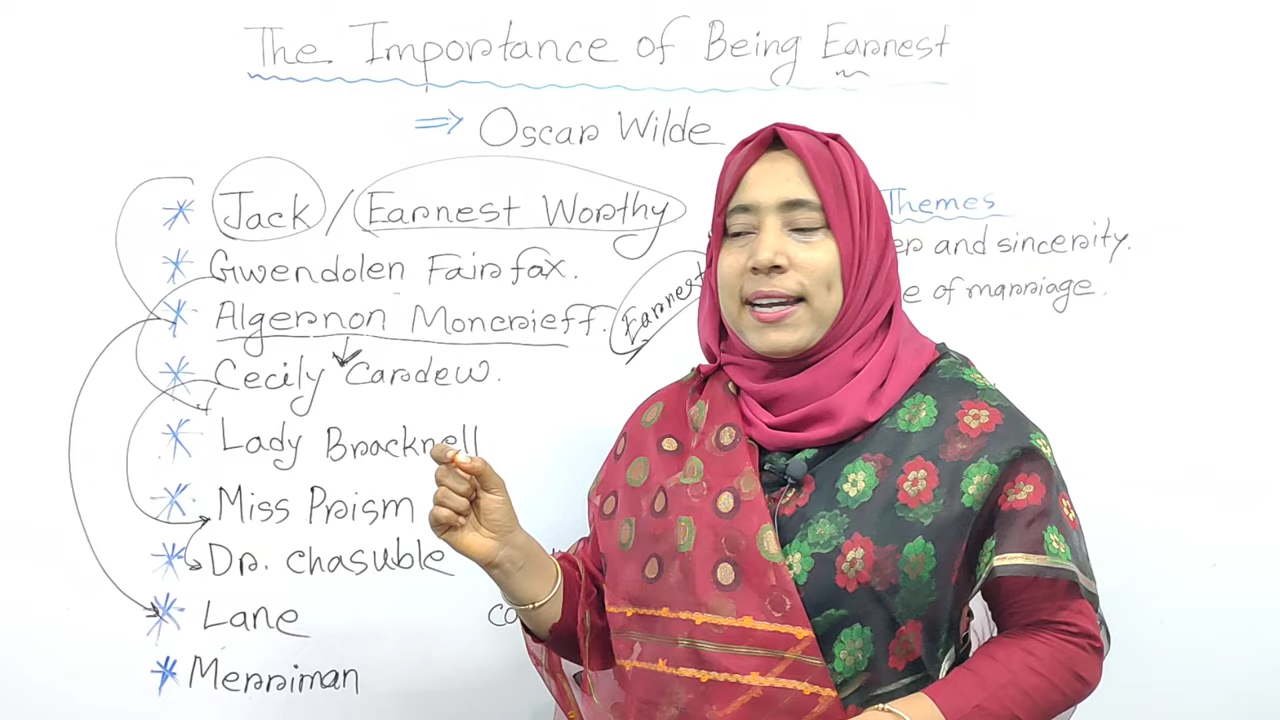 The Importance of Being Earnest
⇒ Oscar Wilde
* Jack / Earnest Worthy
* Gwendolen Fairfax.
* Algernon Moncrieff.
Earnest
* Cecily Cardew.
* Lady Bracknell
* Miss Prism
* Dr. Chasuble
* Lane
* Merriman
Themes
and sincerity.
of marriage.